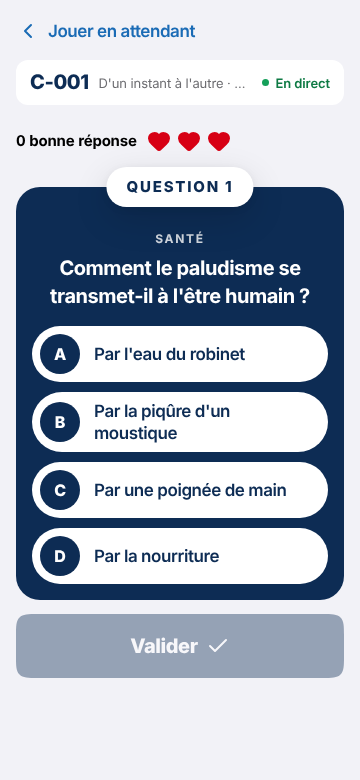 Jouer en attendant
C-001 D'un instant à l'autre · ... En direct
0 bonne réponse
QUESTION 1
SANTÉ
Comment le paludisme se
transmet-il à l'être humain ?
A Par l'eau du robinet
B Par la piqûre d'un
moustique
C Par une poignée de main
D Par la nourriture
Valider